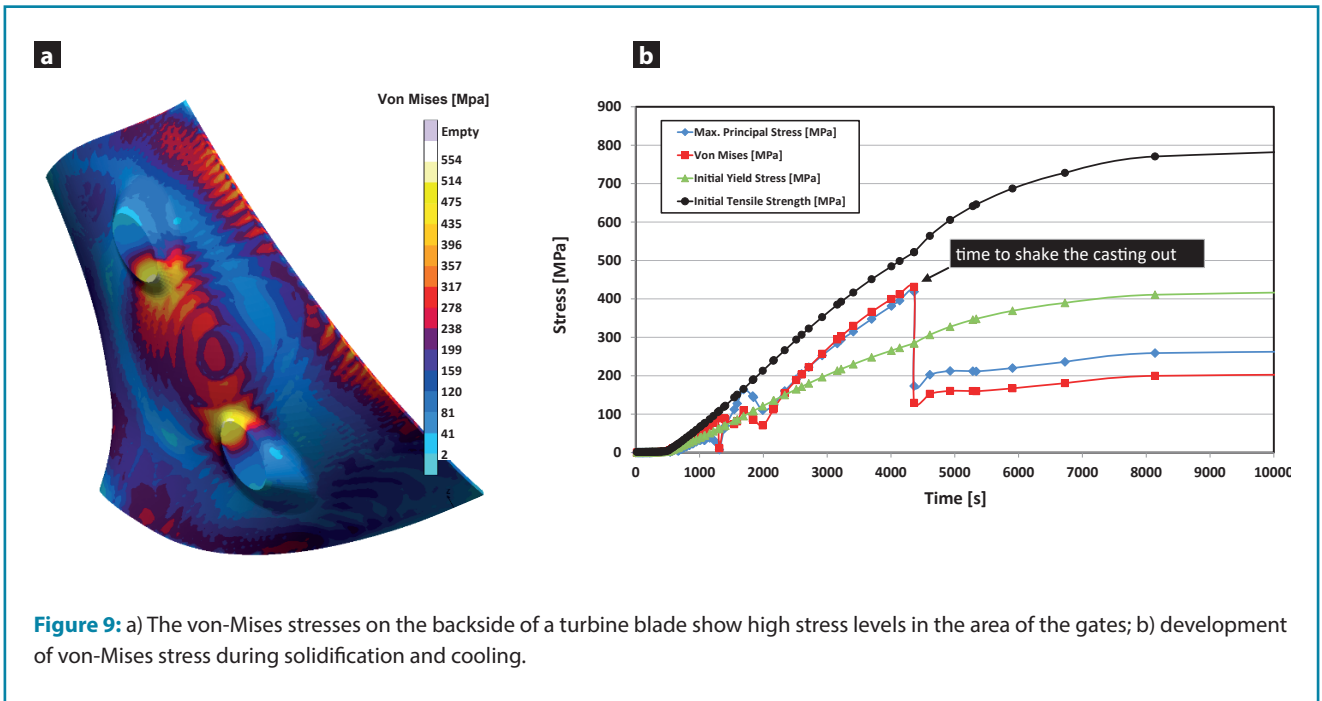 a
b
Von Mises [Mpa]
Empty
554
514
475
435
396
357
317
278
238
199
159
120
81
41
2
900
800
700
600
500
400
300
200
100
0
Stress [MPa]
Max. Principal Stress [MPa]
Von Mises [MPa]
Initial Yield Stress [MPa]
Initial Tensile Strength [MPa]
time to shake the casting out
0 1000 2000 3000 4000 5000 6000 7000 8000 9000 10000
Time [s]
Figure 9: a) The von-Mises stresses on the backside of a turbine blade show high stress levels in the area of the gates; b) development
of von-Mises stress during solidification and cooling.